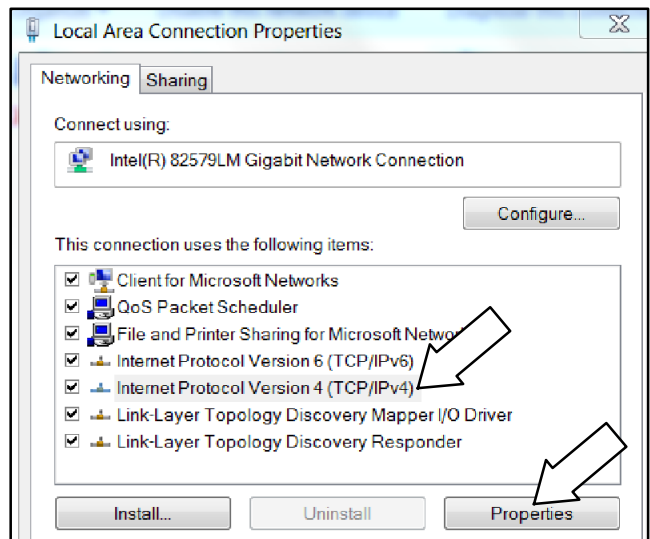 Local Area Connection Properties
Networking
Sharing
Connect using:
Intel(R) 82579LM Gigabit Network Connection
Configure...
This connection uses the following items:
Client for Microsoft Networks
QoS Packet Scheduler
File and Printer Sharing for Microsoft
Internet Protocol Version 6 (TCP/IPv6)
Internet Protocol Version 4 (TCP/IPv4)
Link-Layer Topology Discovery Mapper I/O Driver
Link-Layer Topology Discovery Responder
Install...
Uninstall
Properties